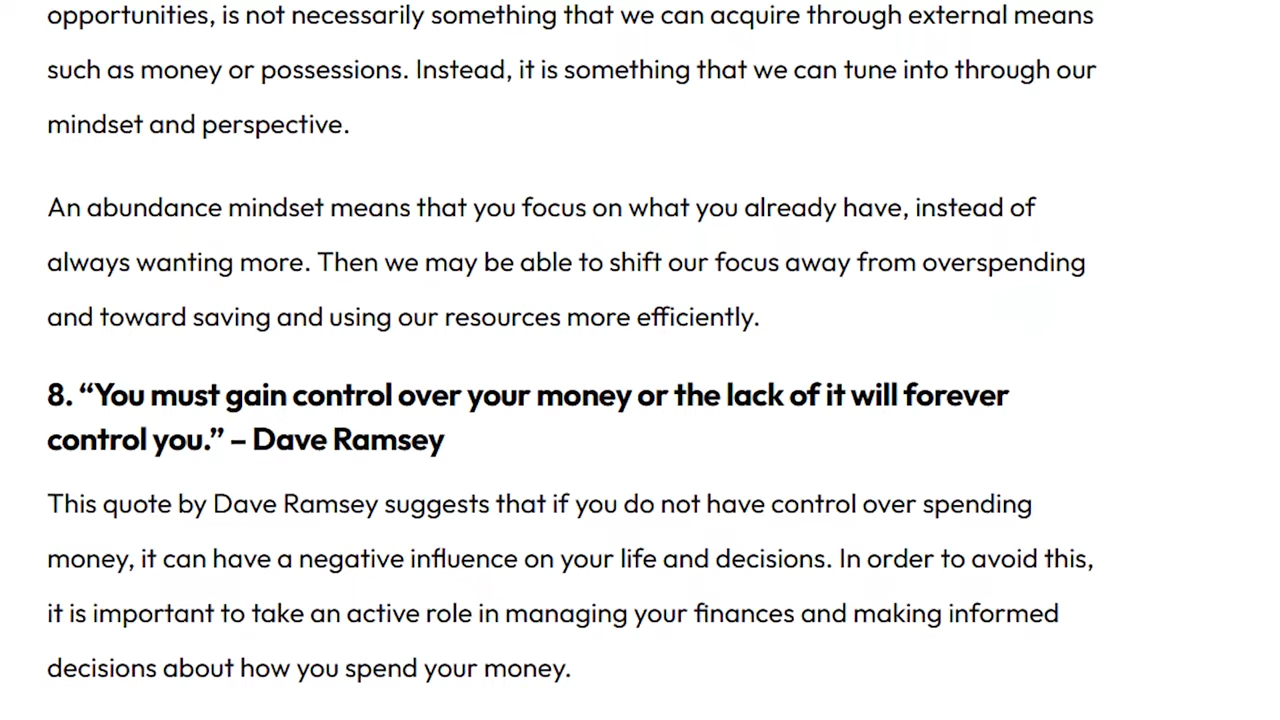 opportunities, is not necessarily something that we can acquire through external means
such as money or possessions. Instead, it is something that we can tune into through our
mindset and perspective.
An abundance mindset means that you focus on what you already have, instead of
always wanting more. Then we may be able to shift our focus away from overspending
and toward saving and using our resources more efficiently.
8. “You must gain control over your money or the lack of it will forever
control you.” – Dave Ramsey
This quote by Dave Ramsey suggests that if you do not have control over spending
money, it can have a negative influence on your life and decisions. In order to avoid this,
it is important to take an active role in managing your finances and making informed
decisions about how you spend your money.